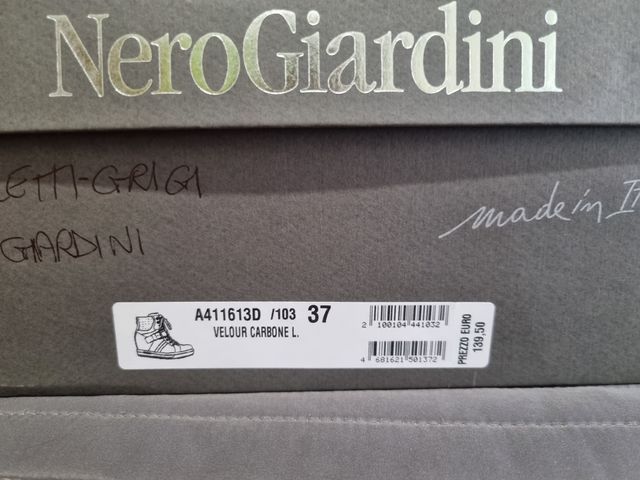 NeroGiardini
GRIGI
GIARDINI
made in
A411613D /103 37
VELOUR CARBONE L.
2 100104 441032
4 681621 501372
PREZZO EURO
139,50